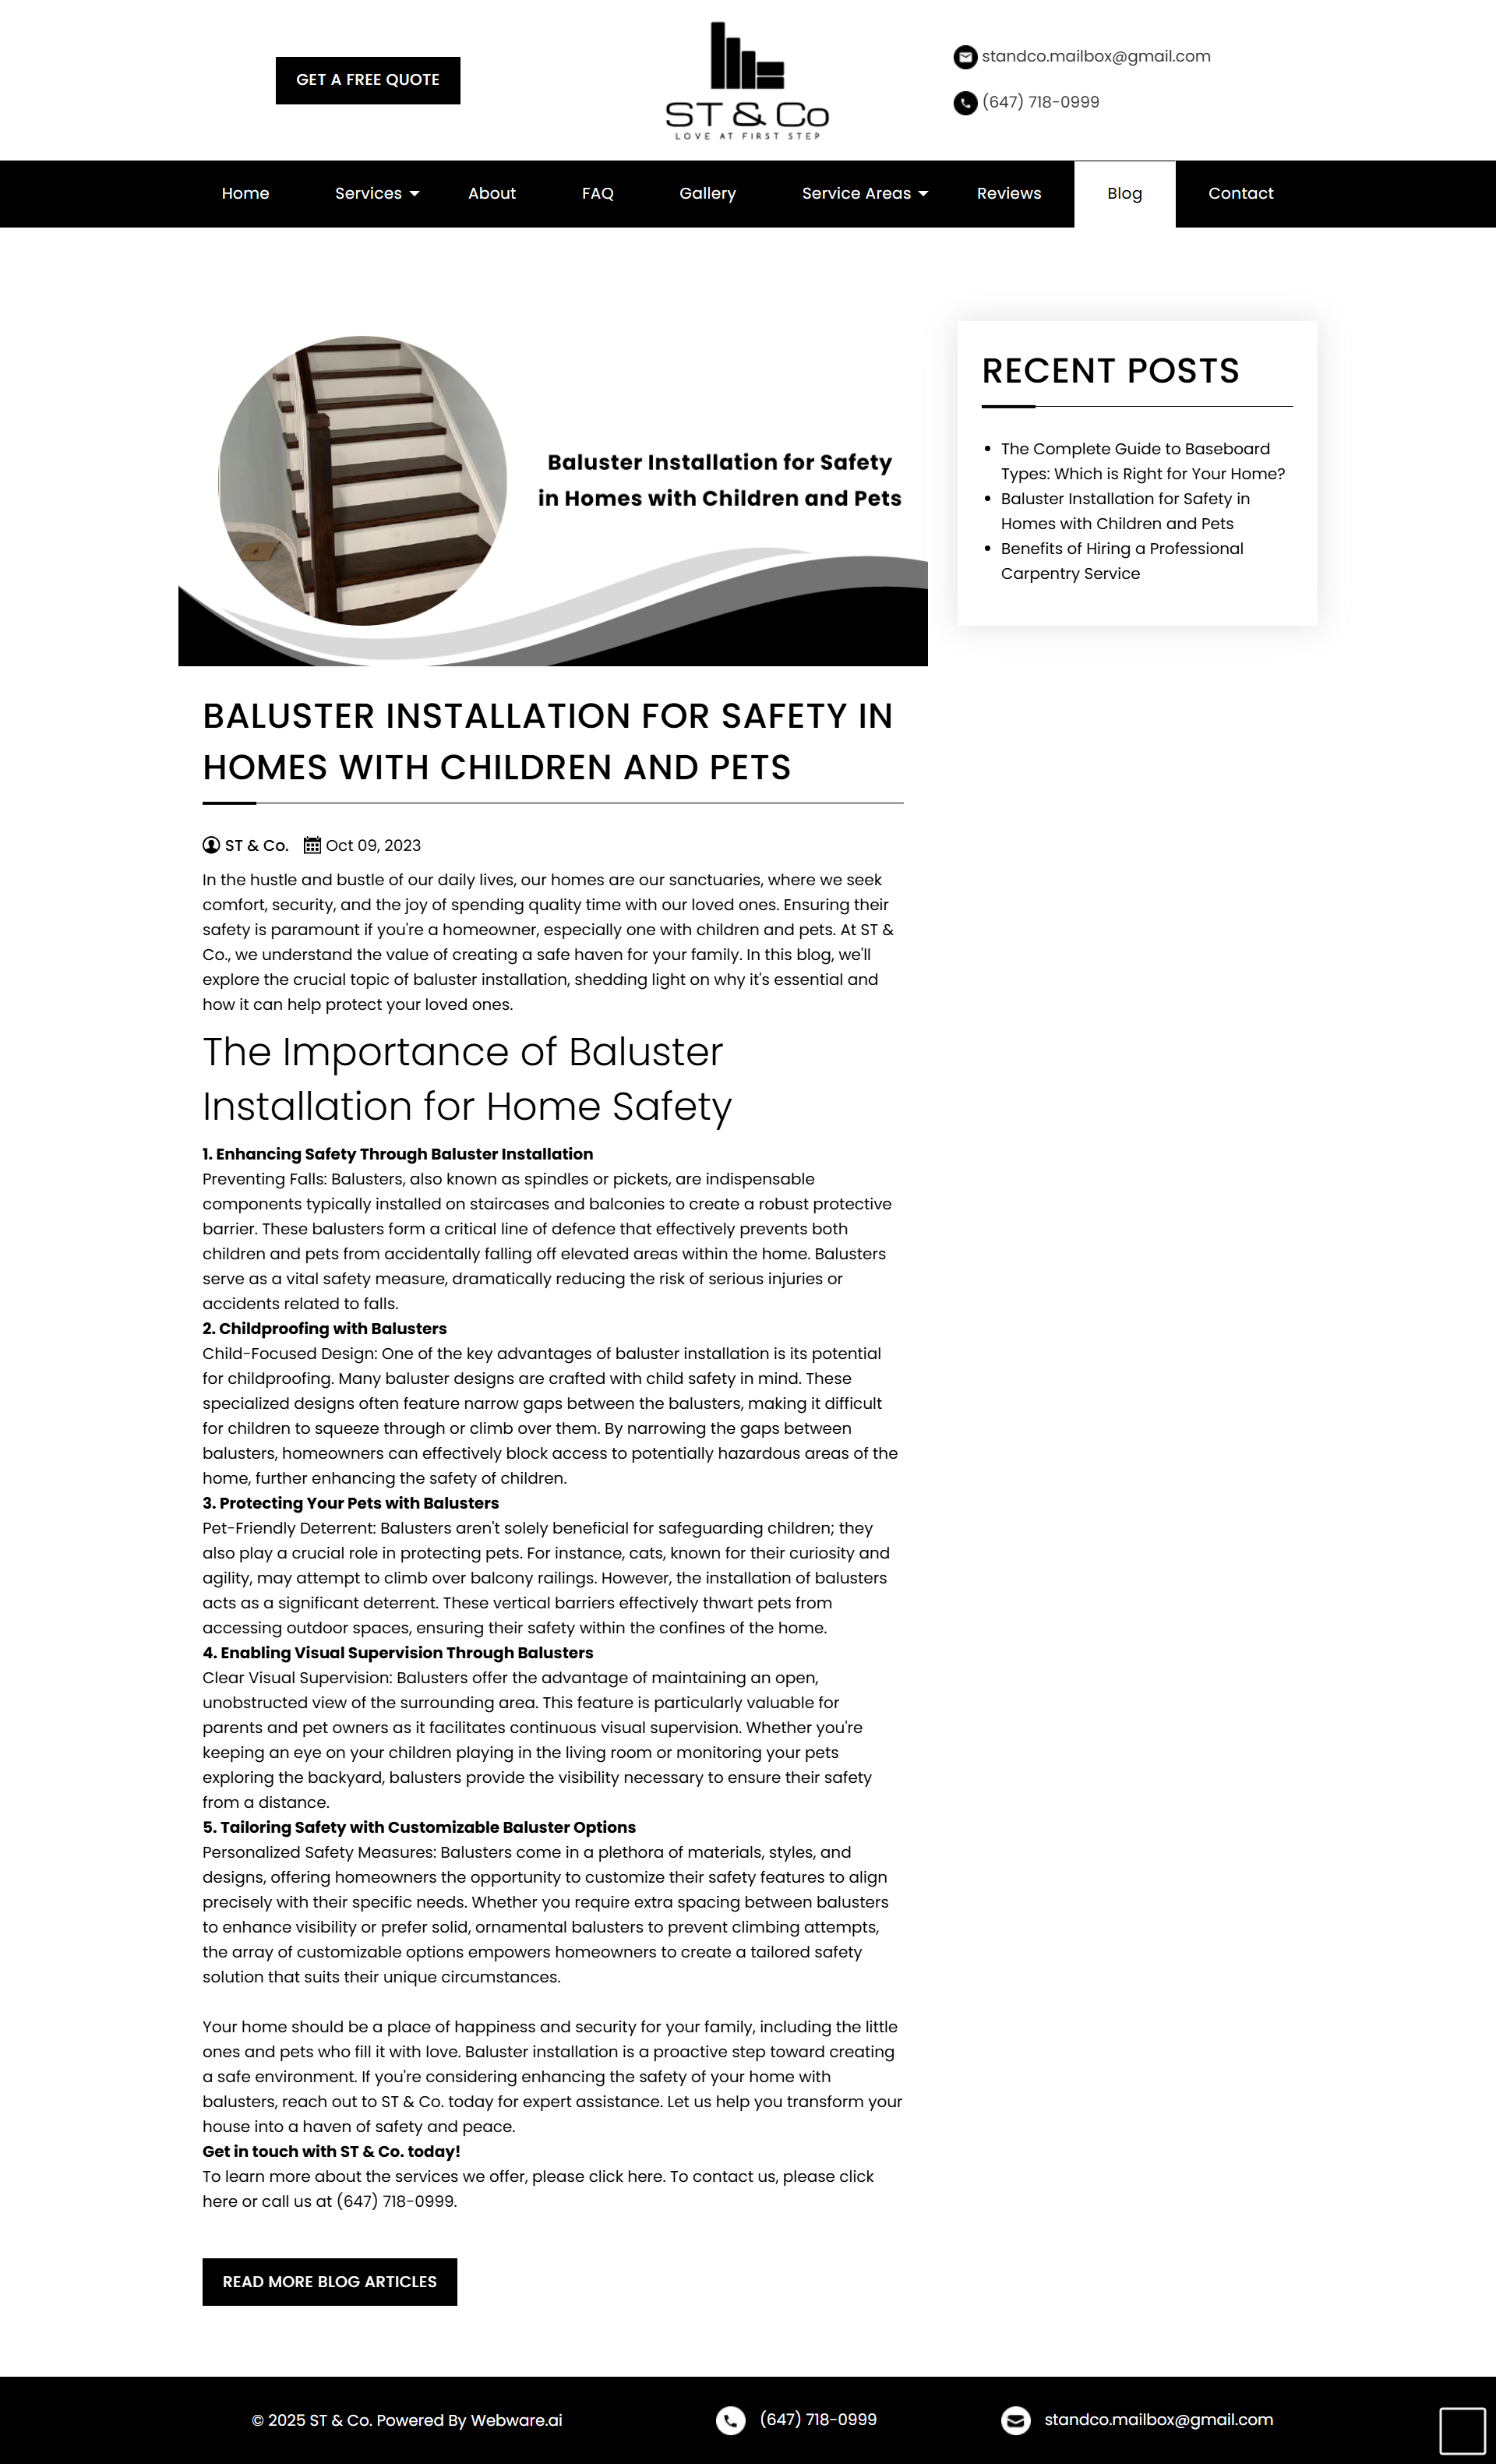 GET A FREE QUOTE
ST & Co
LOVE AT FIRST STEP
standco.mailbox@gmail.com
(647) 718-0999
Home
Services
About
FAQ
Gallery
Service Areas
Reviews
Blog
Contact
Baluster Installation for Safety
in Homes with Children and Pets
RECENT POSTS
The Complete Guide to Baseboard
Types: Which is Right for Your Home?
Baluster Installation for Safety in
Homes with Children and Pets
Benefits of Hiring a Professional
Carpentry Service
BALUSTER INSTALLATION FOR SAFETY IN
HOMES WITH CHILDREN AND PETS
ST & Co. Oct 09, 2023
In the hustle and bustle of our daily lives, our homes are our sanctuaries, where we seek
comfort, security, and the joy of spending quality time with our loved ones. Ensuring their
safety is paramount if you're a homeowner, especially one with children and pets. At ST &
Co., we understand the value of creating a safe haven for your family. In this blog, we'll
explore the crucial topic of baluster installation, shedding light on why it's essential and
how it can help protect your loved ones.
The Importance of Baluster
Installation for Home Safety
1. Enhancing Safety Through Baluster Installation
Preventing Falls: Balusters, also known as spindles or pickets, are indispensable
components typically installed on staircases and balconies to create a robust protective
barrier. These balusters form a critical line of defence that effectively prevents both
children and pets from accidentally falling off elevated areas within the home. Balusters
serve as a vital safety measure, dramatically reducing the risk of serious injuries or
accidents related to falls.
2. Childproofing with Balusters
Child-Focused Design: One of the key advantages of baluster installation is its potential
for childproofing. Many baluster designs are crafted with child safety in mind. These
specialized designs often feature narrow gaps between the balusters, making it difficult
for children to squeeze through or climb over them. By narrowing the gaps between
balusters, homeowners can effectively block access to potentially hazardous areas of the
home, further enhancing the safety of children.
3. Protecting Your Pets with Balusters
Pet-Friendly Deterrent: Balusters aren't solely beneficial for safeguarding children; they
also play a crucial role in protecting pets. For instance, cats, known for their curiosity and
agility, may attempt to climb over balcony railings. However, the installation of balusters
acts as a significant deterrent. These vertical barriers effectively thwart pets from
accessing outdoor spaces, ensuring their safety within the confines of the home.
4. Enabling Visual Supervision Through Balusters
Clear Visual Supervision: Balusters offer the advantage of maintaining an open,
unobstructed view of the surrounding area. This feature is particularly valuable for
parents and pet owners as it facilitates continuous visual supervision. Whether you're
keeping an eye on your children playing in the living room or monitoring your pets
exploring the backyard, balusters provide the visibility necessary to ensure their safety
from a distance.
5. Tailoring Safety with Customizable Baluster Options
Personalized Safety Measures: Balusters come in a plethora of materials, styles, and
designs, offering homeowners the opportunity to customize their safety features to align
precisely with their specific needs. Whether you require extra spacing between balusters
to enhance visibility or prefer solid, ornamental balusters to prevent climbing attempts,
the array of customizable options empowers homeowners to create a tailored safety
solution that suits their unique circumstances.
Your home should be a place of happiness and security for your family, including the little
ones and pets who fill it with love. Baluster installation is a proactive step toward creating
a safe environment. If you're considering enhancing the safety of your home with
balusters, reach out to ST & Co. today for expert assistance. Let us help you transform your
house into a haven of safety and peace.
Get in touch with ST & Co. today!
To learn more about the services we offer, please click here. To contact us, please click
here or call us at (647) 718-0999.
READ MORE BLOG ARTICLES
© 2025 ST & Co. Powered By Webware.ai
(647) 718-0999
standco.mailbox@gmail.com